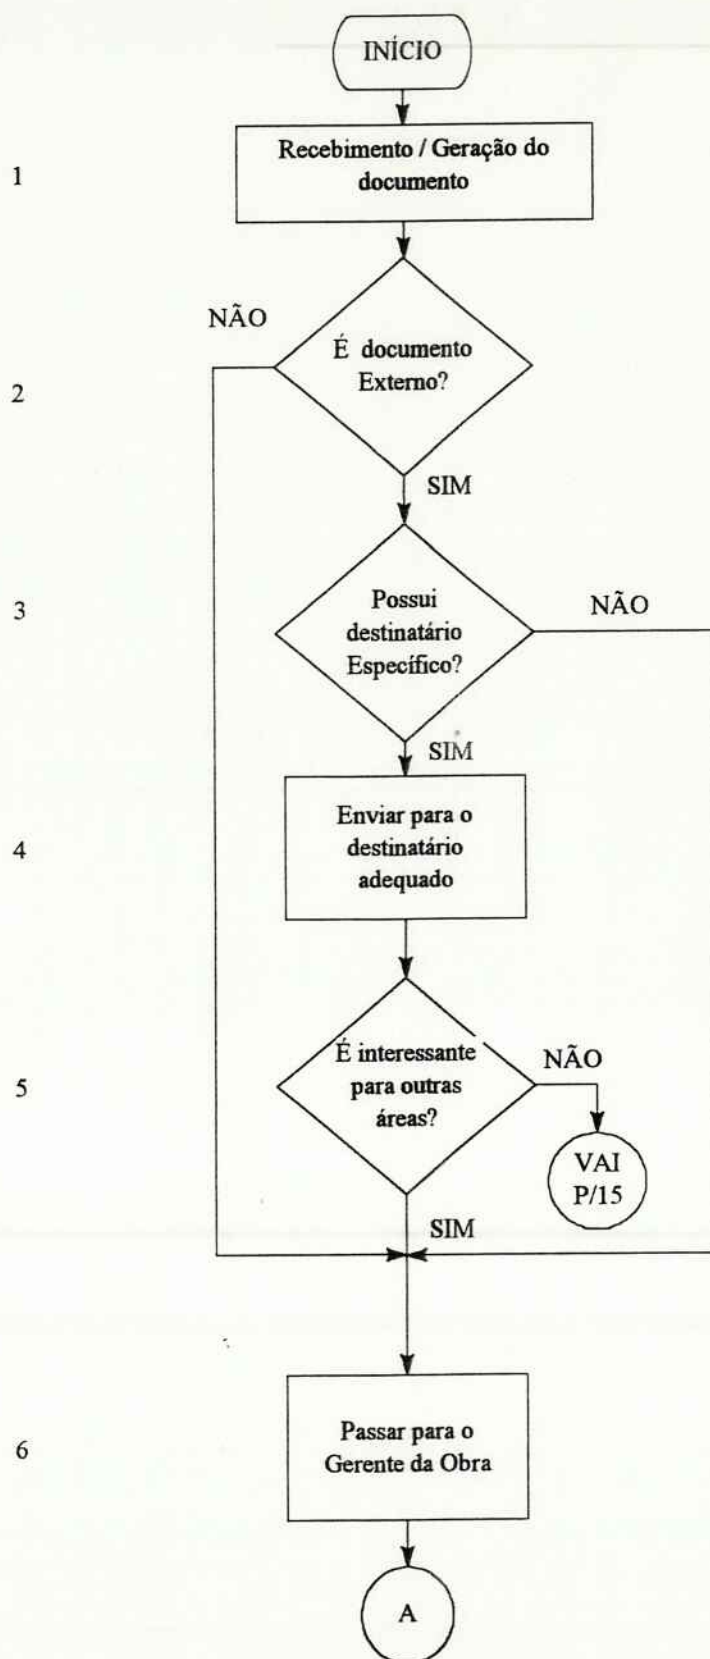 INÍCIO
1
Recebimento / Geração do
documento
NÃO
É documento
Externo?
2
SIM
3
Possui
destinatário
Específico?
NÃO
SIM
4
Enviar para o
destinatário
adequado
5
É interessante
para outras
áreas?
NÃO
VAI
P/15
SIM
6
Passar para o
Gerente da Obra
A